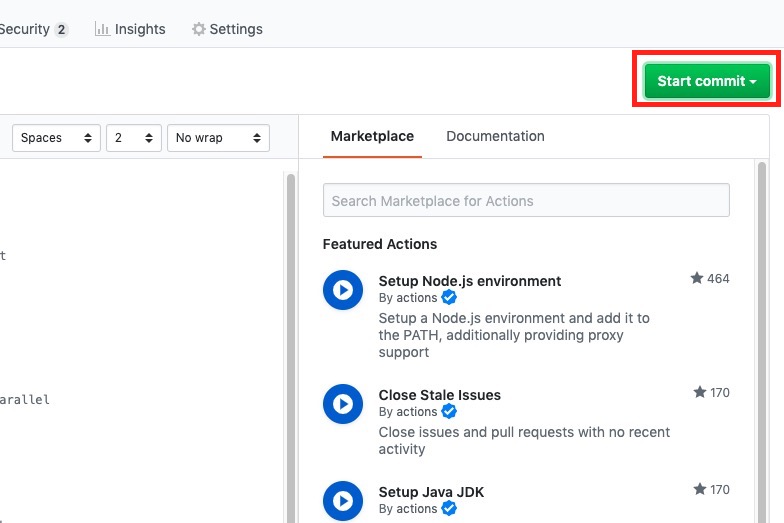 Security 2 Insights Settings
Start commit
Spaces 2 No wrap
Marketplace Documentation
Search Marketplace for Actions
Featured Actions
Setup Node.js environment 464
By actions
Setup a Node.js environment and add it to
the PATH, additionally providing proxy
support
Close Stale Issues 170
By actions
Close issues and pull requests with no recent
activity
Setup Java JDK 170
By actions
t
arallel